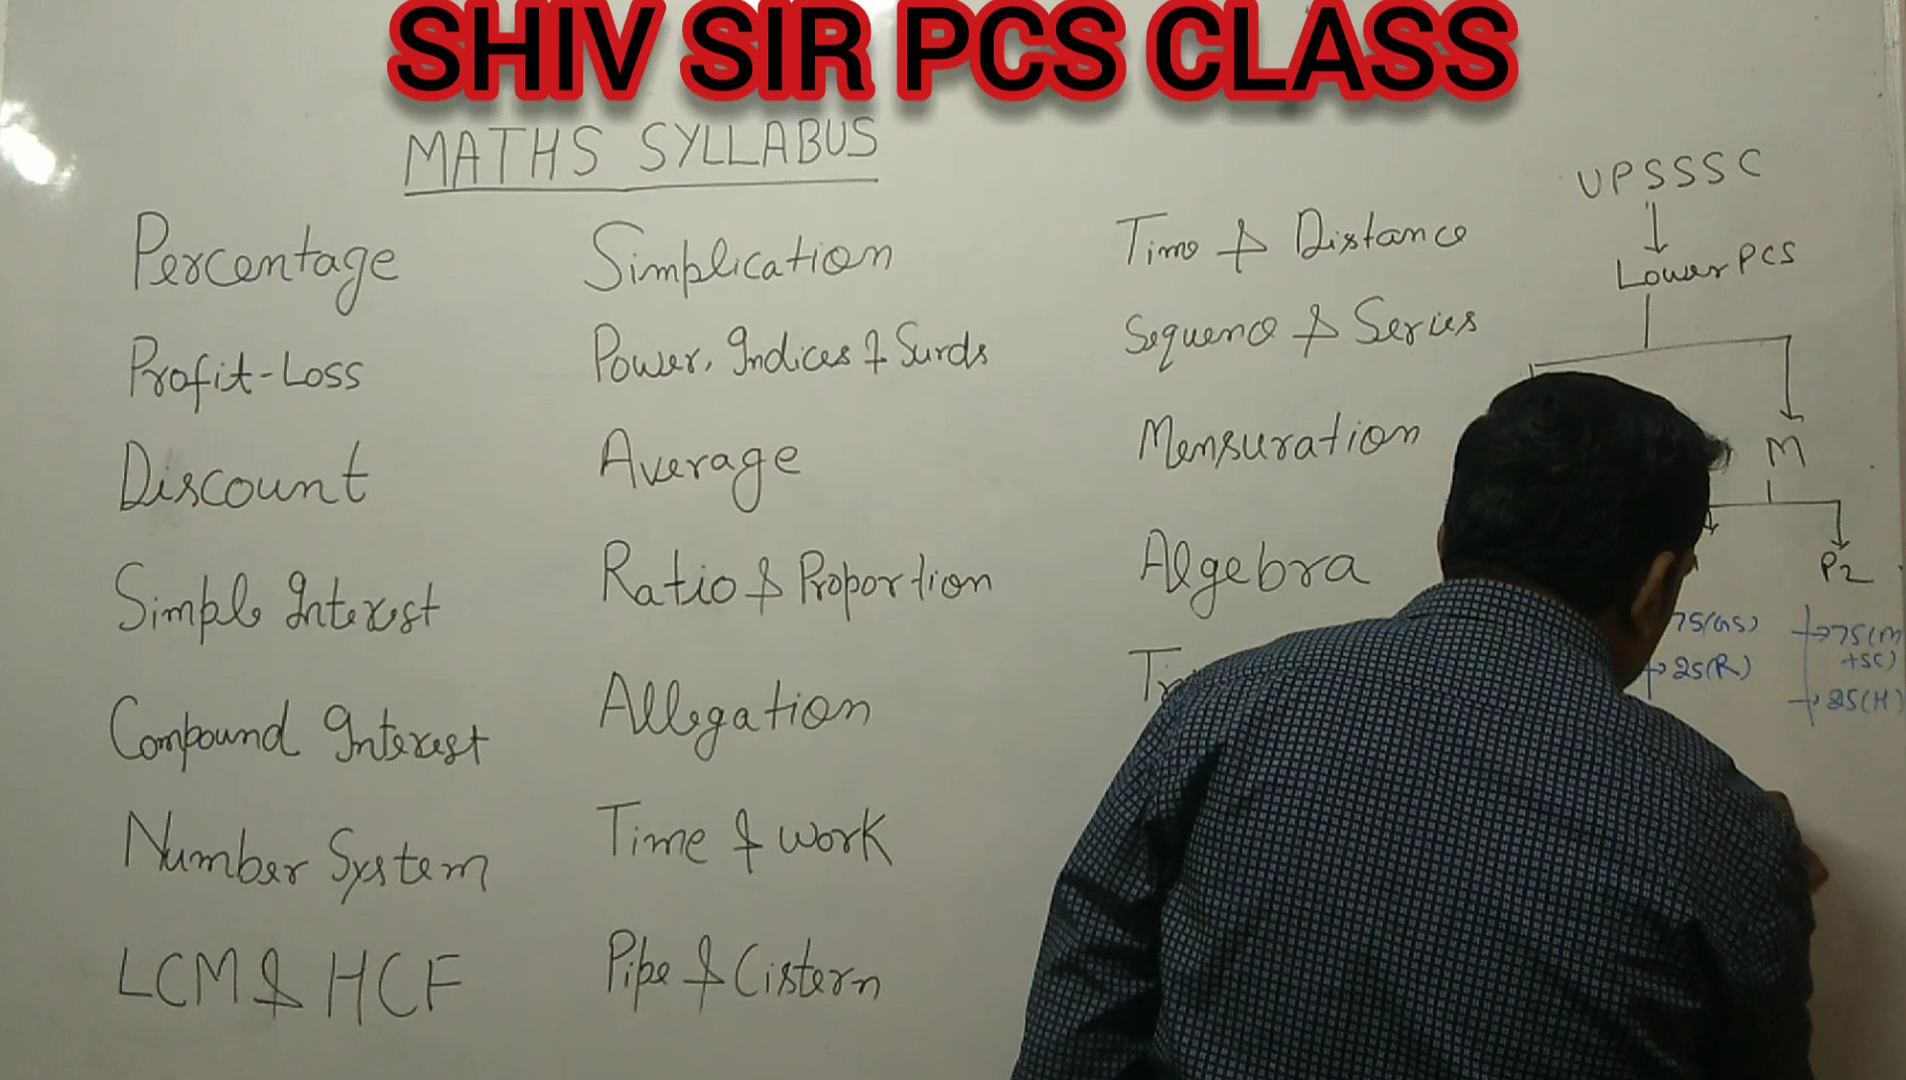 SHIV SIR PCS CLASS
MATHS SYLLABUS
Percentage
Profit-Loss
Discount
Simple Interest
Compound Interest
Number System
LCM & HCF
Simplication
Power, Indices & Surds
Average
Ratio & Proportion
Allegation
Time & work
Pipe & Cistern
Time & Distance
Sequence & Series
Mensuration
Algebra
UPSSSC
Lower PCS
M
P2
75(GS)
25(R)
75(M
+SC)